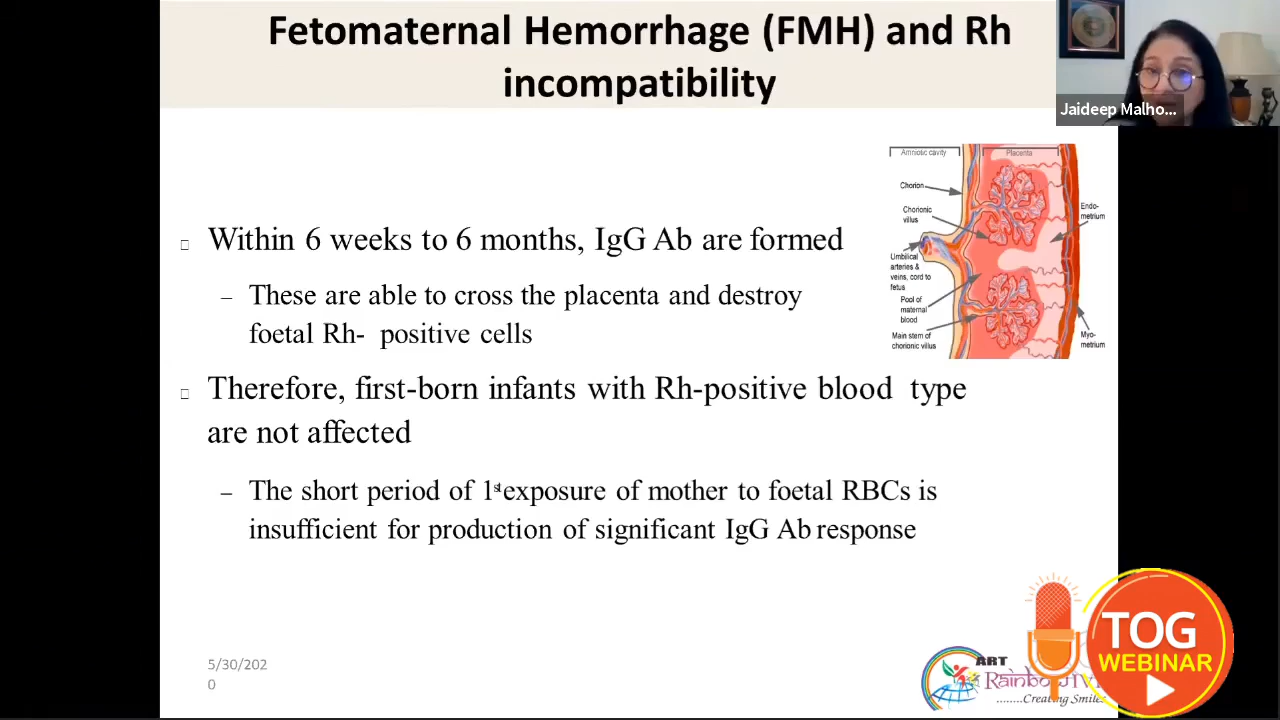 Fetomaternal Hemorrhage (FMH) and Rh
incompatibility
Jaideep Malho...
Within 6 weeks to 6 months, IgG Ab are formed
– These are able to cross the placenta and destroy
foetal Rh- positive cells
Amniotic cavity
Placenta
Chorion
Chorionic
villus
Umbilical
arteries &
veins, cord to
fetus
Pool of
maternal
blood
Main stem of
chorionic villus
Endo-
metrium
Myo-
metrium
Therefore, first-born infants with Rh-positive blood type
are not affected
– The short period of 1st exposure of mother to foetal RBCs is
insufficient for production of significant IgG Ab response
5/30/202
0
ART
Rainbow IV
........Creating Smiles
TOG
WEBINAR